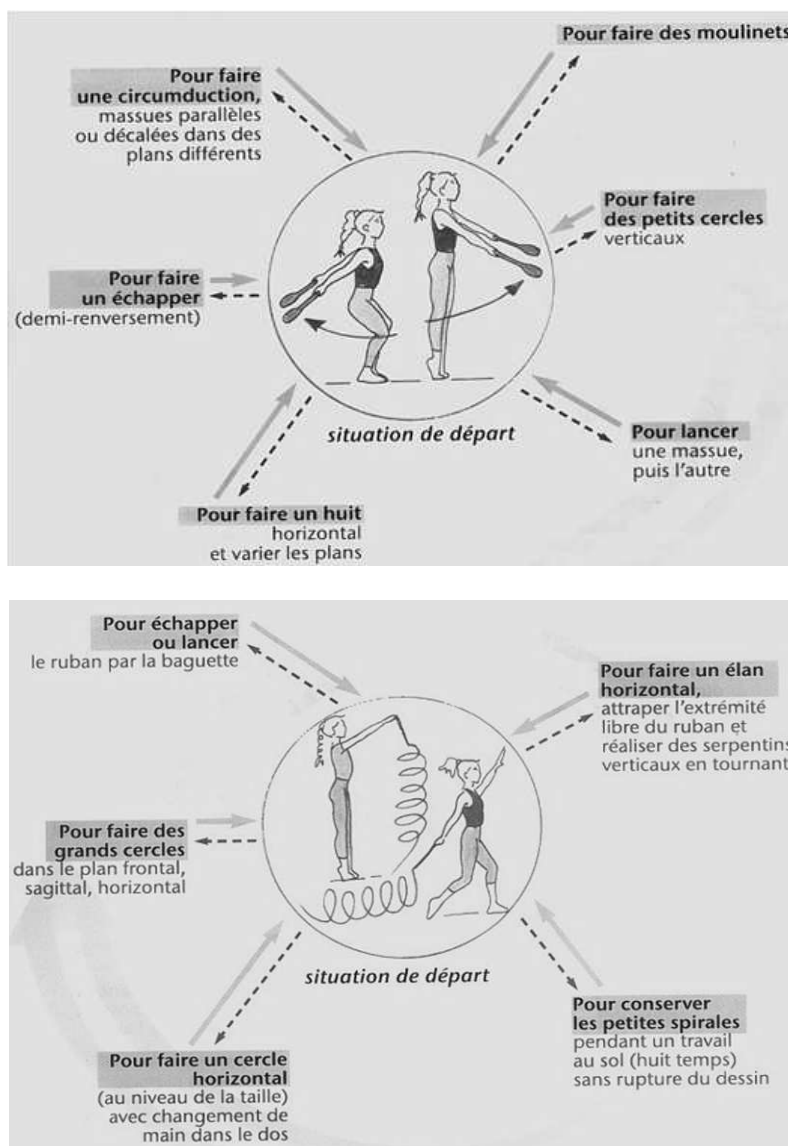 Pour faire des moulinets
Pour faire
une circumduction,
massues parallèles
ou décalées dans des
plans différents
Pour faire
des petits cercles
verticaux
Pour faire
un échapper
(demi-renversement)
situation de départ
Pour lancer
une massue,
puis l'autre
Pour faire un huit
horizontal
et varier les plans
Pour échapper
ou lancer
le ruban par la baguette
Pour faire un élan
horizontal,
attraper l'extrémité
libre du ruban et
réaliser des serpentins
verticaux en tournant
Pour faire des
grands cercles
dans le plan frontal,
sagittal, horizontal
situation de départ
Pour conserver
les petites spirales
pendant un travail
au sol (huit temps)
sans rupture du dessin
Pour faire un cercle
horizontal
(au niveau de la taille)
avec changement de
main dans le dos